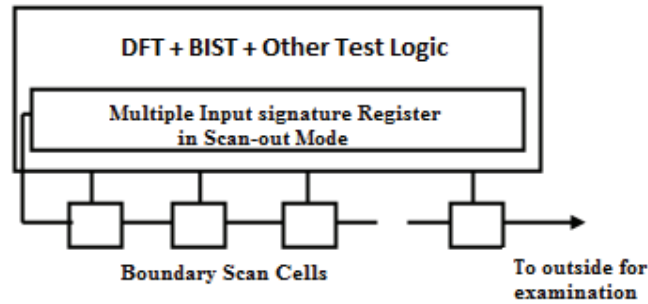 DFT + BIST + Other Test Logic
Multiple Input signature Register
in Scan-out Mode
Boundary Scan Cells
To outside for
examination